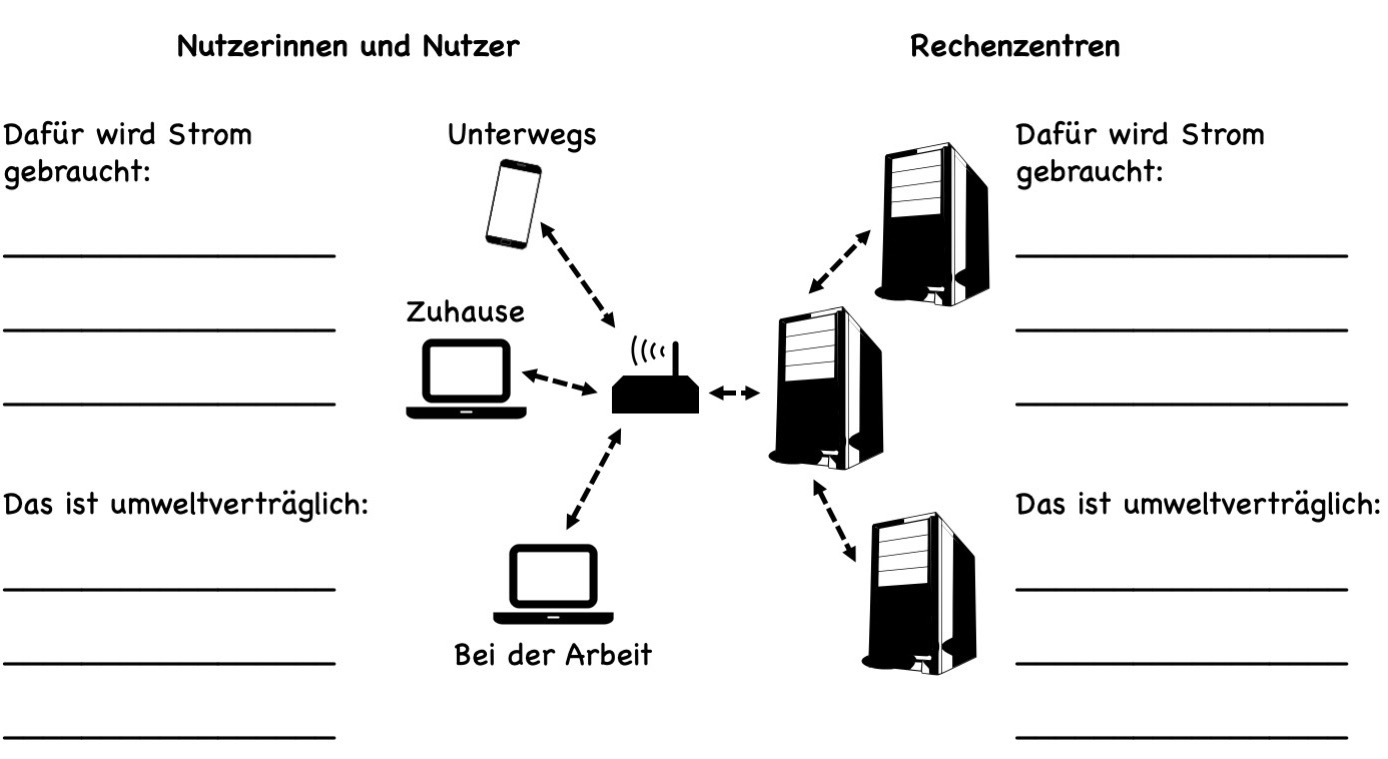 Nutzerinnen und Nutzer
Rechenzentren
Dafür wird Strom
gebraucht:
Unterwegs
Dafür wird Strom
gebraucht:
Zuhause
Das ist umweltverträglich:
Das ist umweltverträglich:
Bei der Arbeit